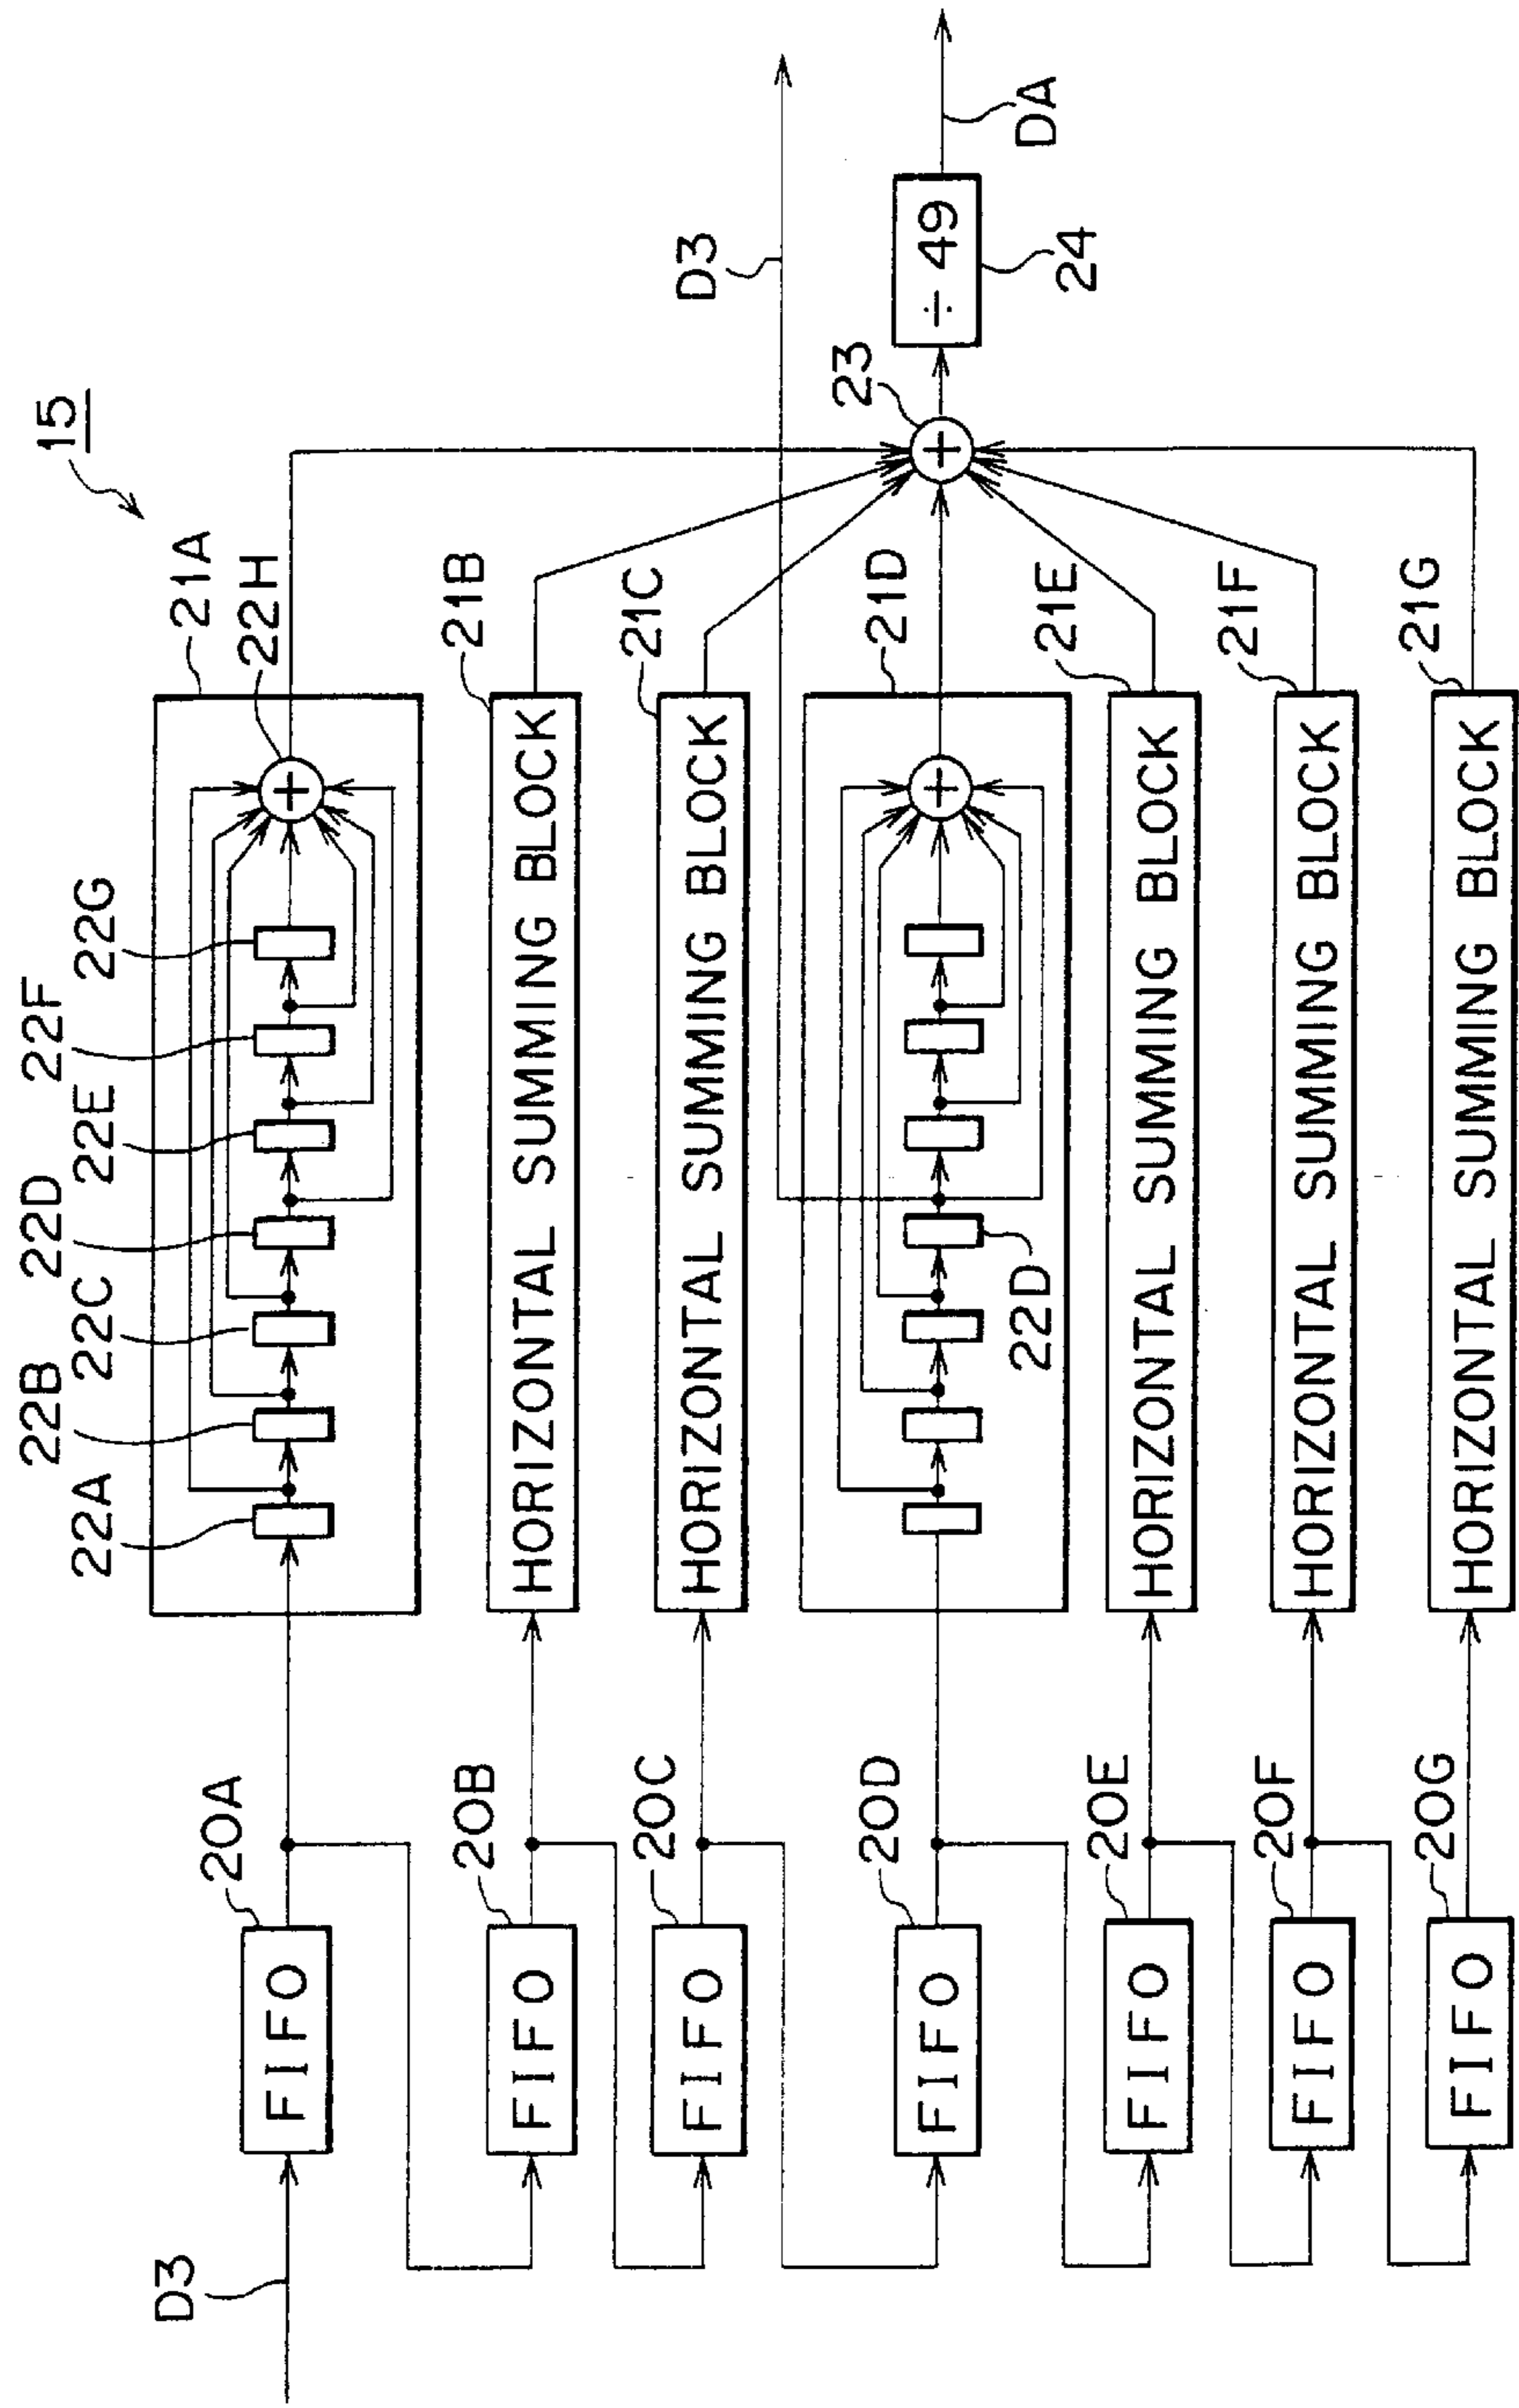 15
D3
FIFO
20A
22A
22B
22C
22D
22E
22F
22G
21A
22H
FIFO
20B
HORIZONTAL SUMMING BLOCK
21B
FIFO
20C
HORIZONTAL SUMMING BLOCK
21C
D3
FIFO
20D
22D
21D
23
÷ 49
24
DA
FIFO
20E
HORIZONTAL SUMMING BLOCK
21E
FIFO
20F
HORIZONTAL SUMMING BLOCK
21F
FIFO
20G
HORIZONTAL SUMMING BLOCK
21G